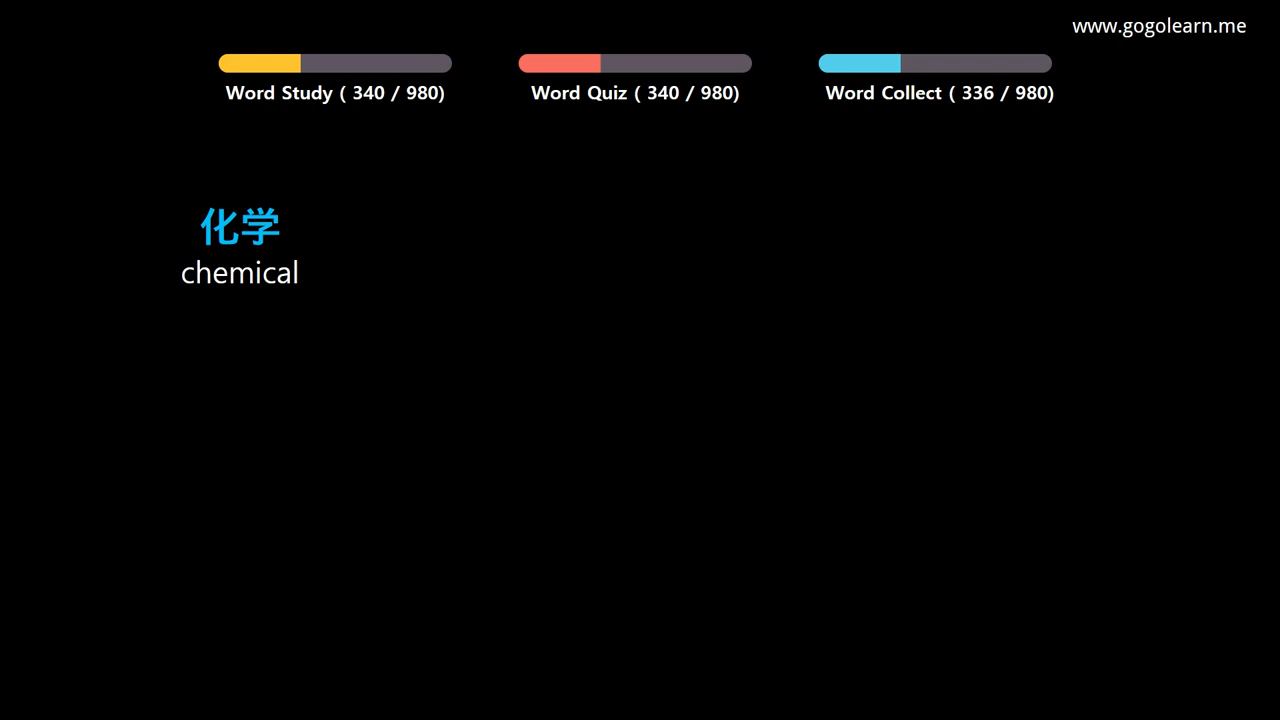 www.gogolearn.me
Word Study ( 340 / 980)
Word Quiz ( 340 / 980)
Word Collect ( 336 / 980)
化学
chemical